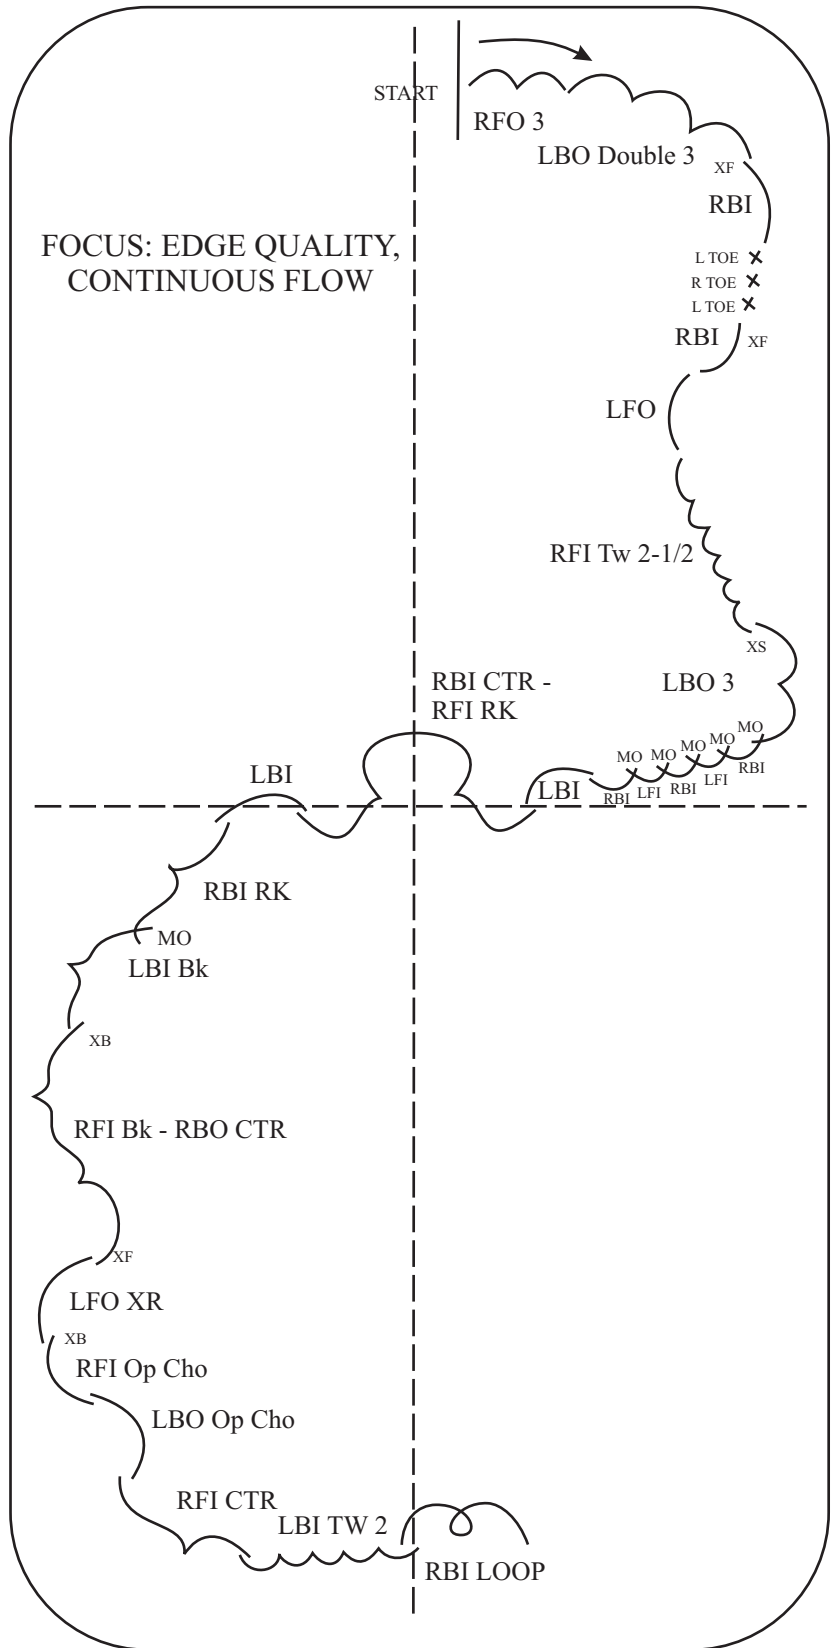 START
RFO 3
LBO Double 3
XF
RBI
FOCUS: EDGE QUALITY,
CONTINUOUS FLOW
L TOE
R TOE
L TOE
RBI
XF
LFO
RFI Tw 2-1/2
XS
LBO 3
MO
RBI
MO
LFI
MO
RBI
MO
LFI
MO
RBI
LBI
RBI CTR -
RFI RK
LBI
RBI RK
MO
LBI Bk
XB
RFI Bk - RBO CTR
XF
LFO XR
XB
RFI Op Cho
LBO Op Cho
RFI CTR
LBI TW 2
RBI LOOP